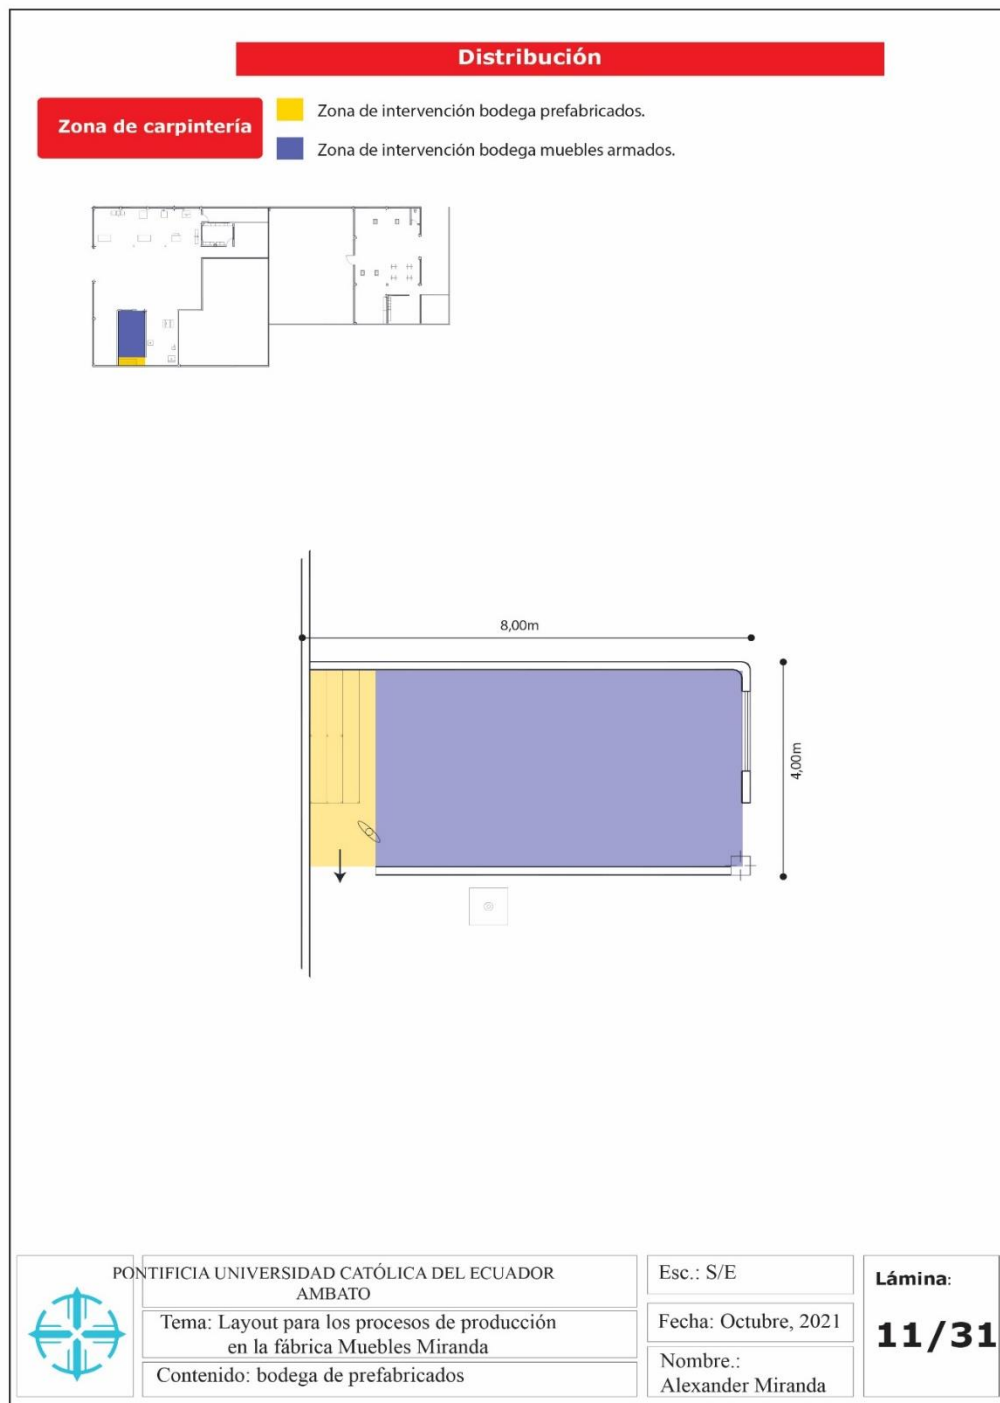 Distribución
Zona de carpintería
Zona de intervención bodega prefabricados.
Zona de intervención bodega muebles armados.
8,00m
4,00m
PONTIFICIA UNIVERSIDAD CATÓLICA DEL ECUADOR
AMBATO
Tema: Layout para los procesos de producción
en la fábrica Muebles Miranda
Contenido: bodega de prefabricados
Esc.: S/E
Fecha: Octubre, 2021
Nombre.:
Alexander Miranda
Lámina:
11/31